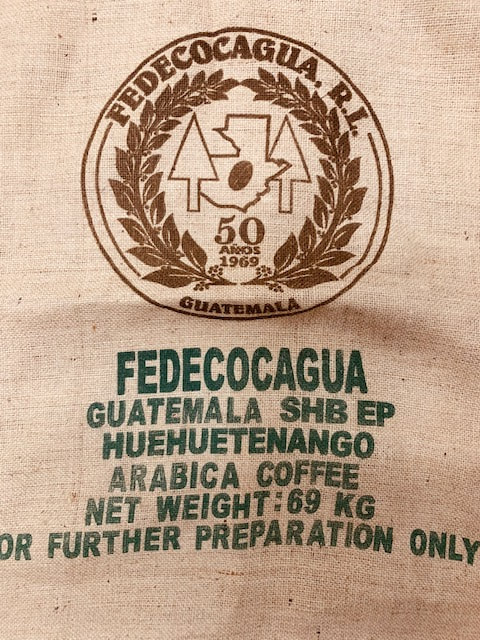 FEDECOCAGUA, R.L.
50
AÑOS
1969
GUATEMALA
FEDECOCAGUA
GUATEMALA SHB EP
HUEHUETENANGO
ARABICA COFFEE
NET WEIGHT:69 KG
OR FURTHER PREPARATION ONLY